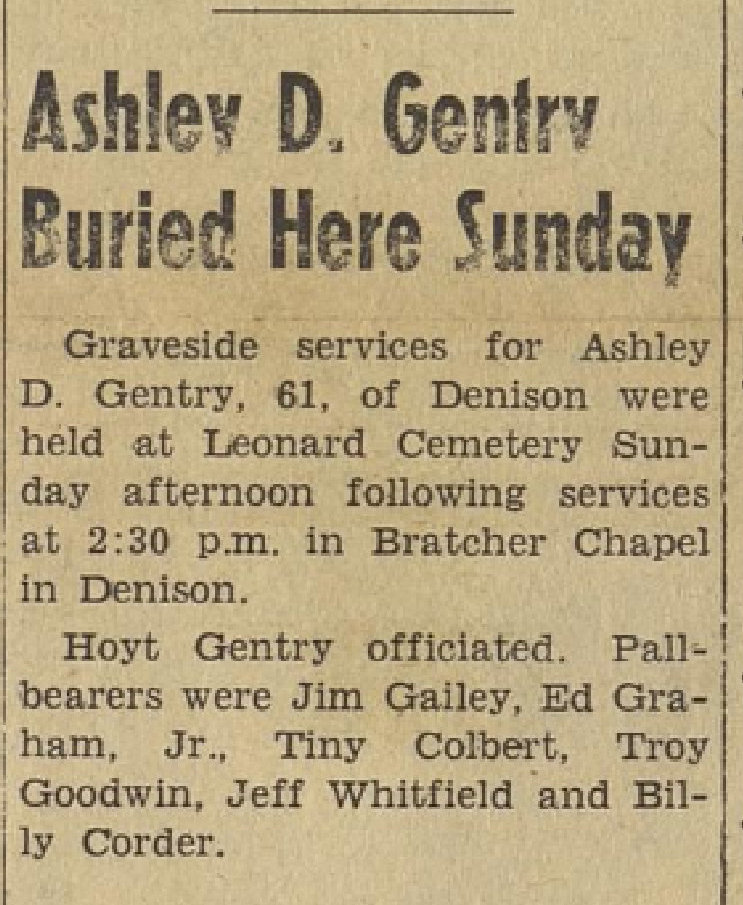 Ashley D. Gentry
Buried Here Sunday
Graveside services for Ashley
D. Gentry, 61, of Denison were
held at Leonard Cemetery Sun-
day afternoon following services
at 2:30 p.m. in Bratcher Chapel
in Denison.
Hoyt Gentry officiated. Pall-
bearers were Jim Gailey, Ed Gra-
ham, Jr., Tiny Colbert, Troy
Goodwin, Jeff Whitfield and Bil-
ly Corder.